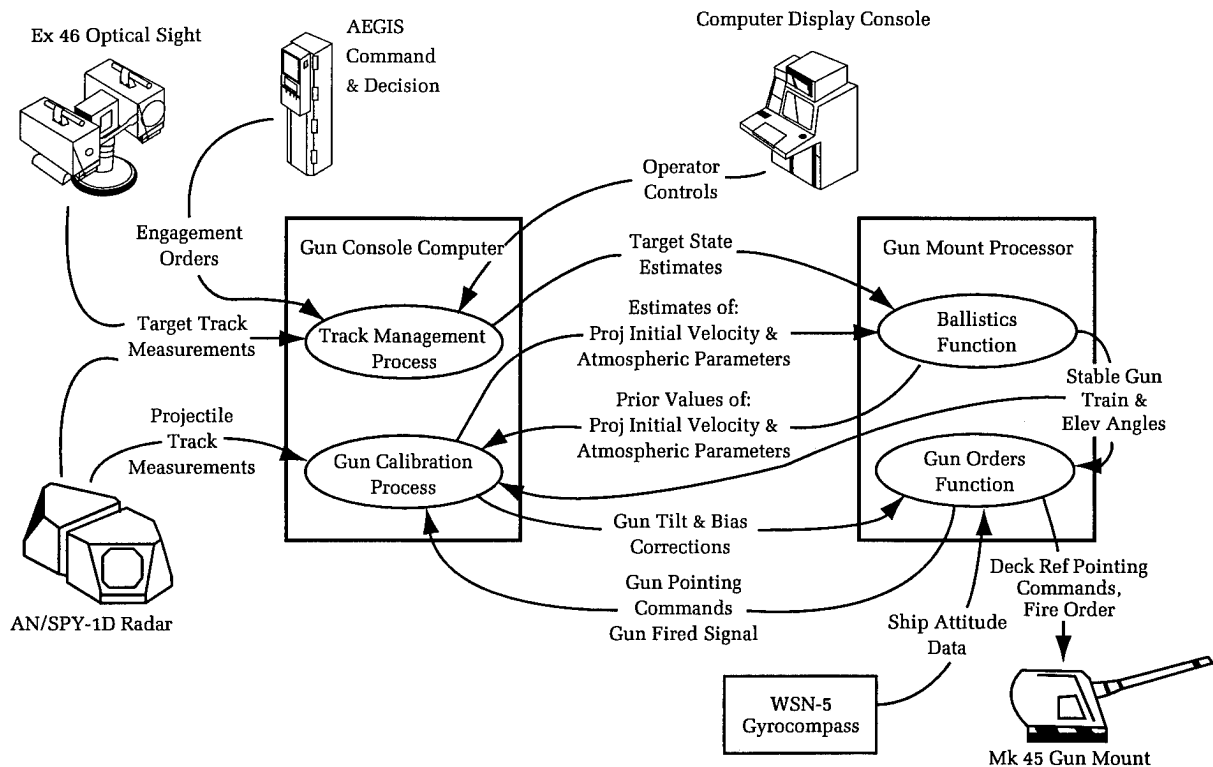 Computer Display Console
Ex 46 Optical Sight
AEGIS
Command
& Decision
Operator
Controls
Engagement
Orders
Gun Console Computer
Target State
Estimates
Gun Mount Processor
Target Track
Measurements
Track Management
Process
Estimates of:
Proj Initial Velocity &
Atmospheric Parameters
Ballistics
Function
Stable Gun
Train &
Elev Angles
Projectile
Track
Measurements
Prior Values of:
Proj Initial Velocity &
Atmospheric Parameters
Gun Calibration
Process
Gun Orders
Function
Gun Tilt & Bias
Corrections
Gun Pointing
Commands
Gun Fired Signal
Deck Ref Pointing
Commands,
Fire Order
AN/SPY-1D Radar
Ship Attitude
Data
WSN-5
Gyrocompass
Mk 45 Gun Mount